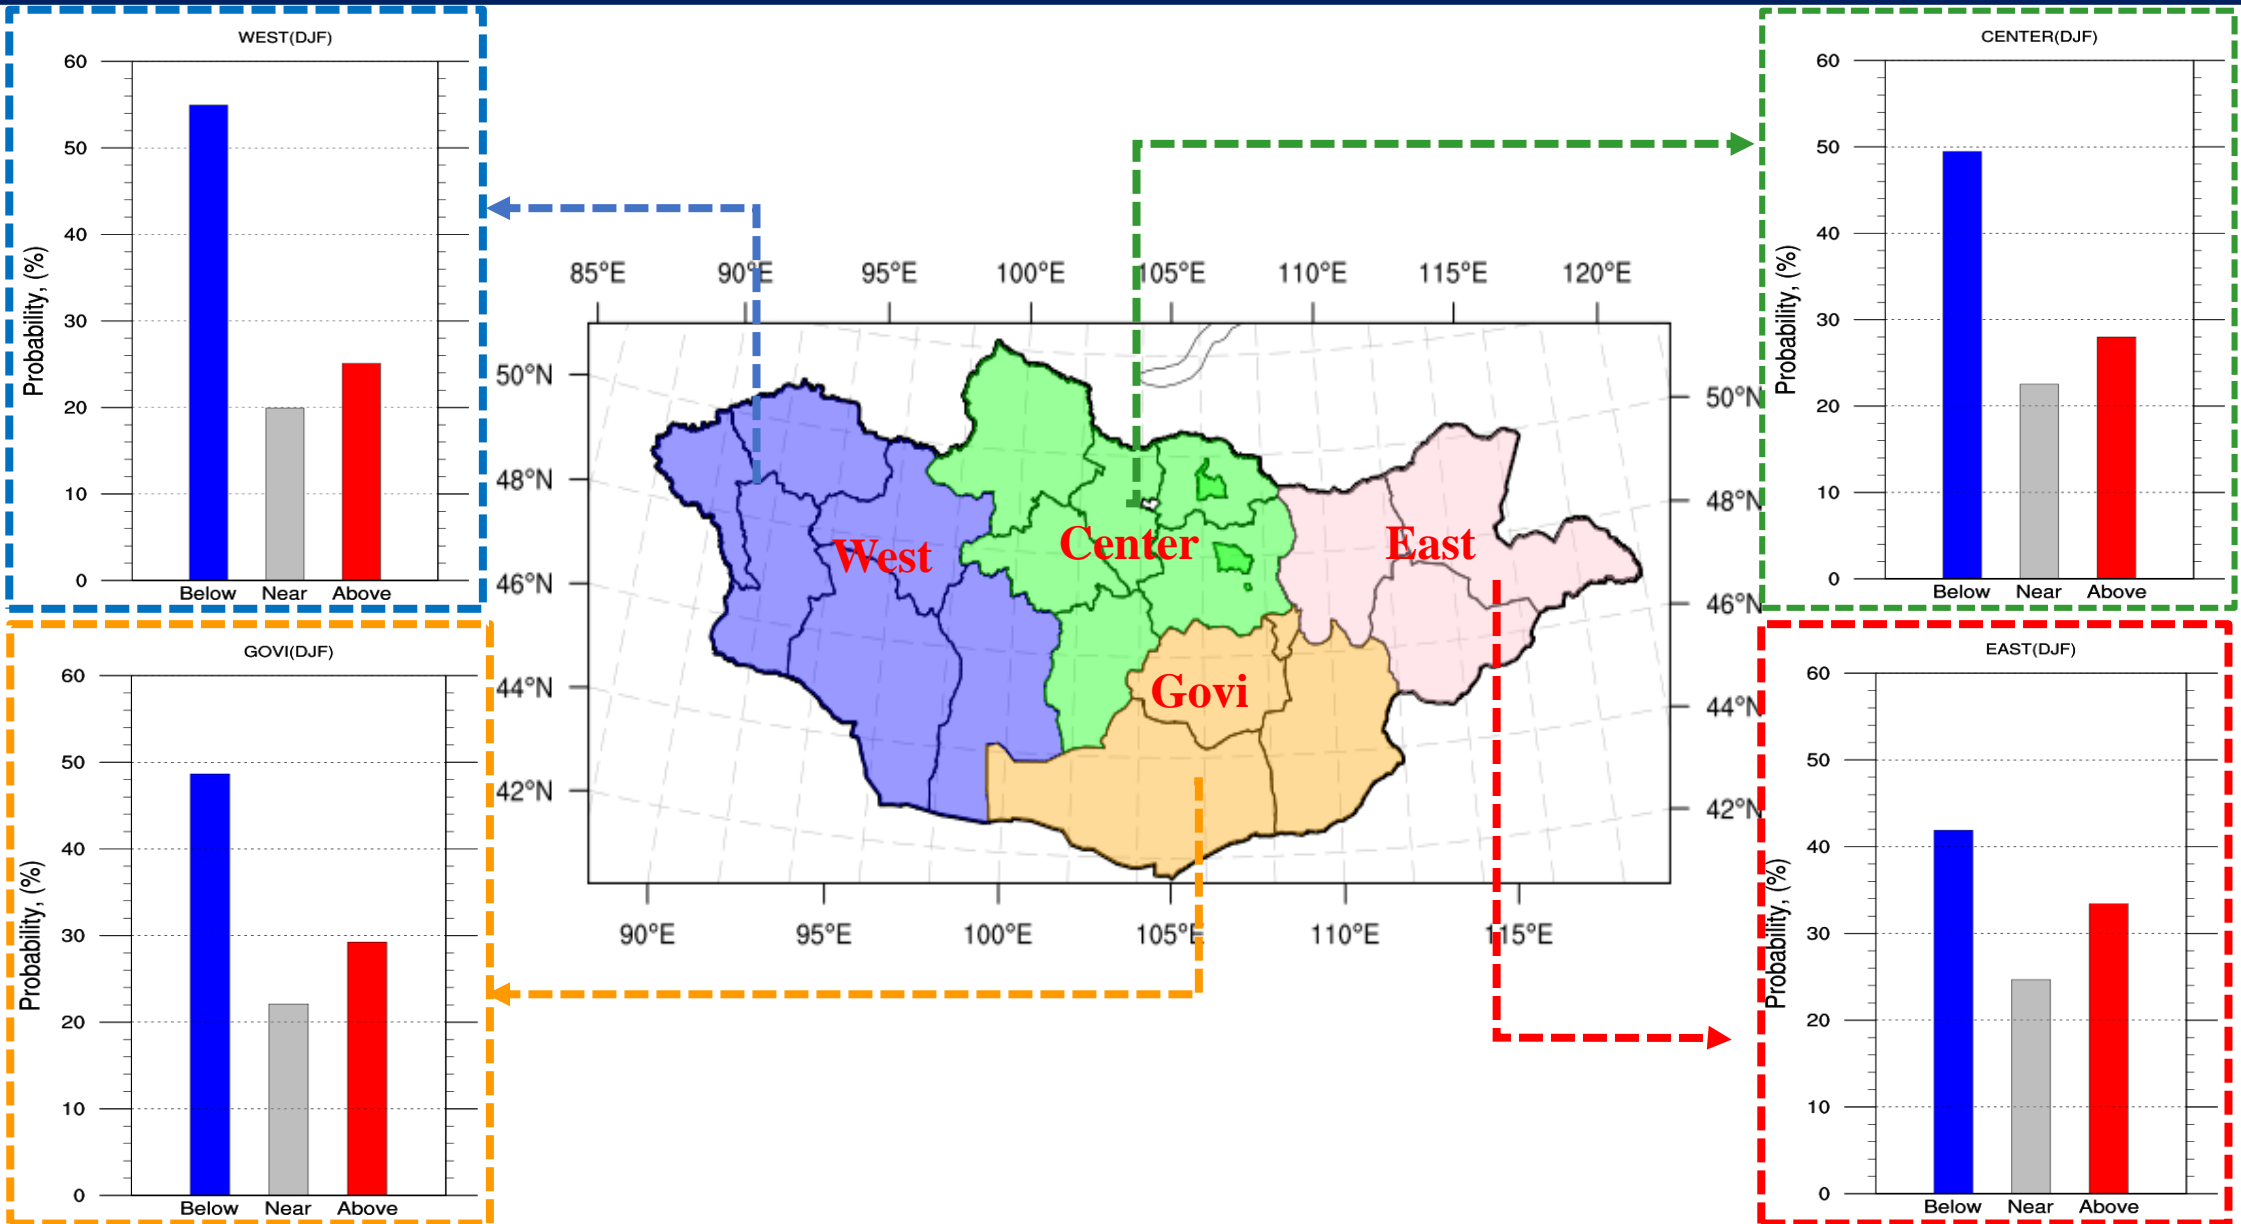 WEST(DJF)
60
50
40
30
20
10
0
Probability, (%)
Below Near Above
CENTER(DJF)
60
50
40
30
20
10
0
Probability, (%)
Below Near Above
85°E 90°E 95°E 100°E 105°E 110°E 115°E 120°E
50°N
48°N
46°N
44°N
42°N
50°N
48°N
46°N
44°N
42°N
West
Center
East
Govi
90°E 95°E 100°E 105°E 110°E 115°E
GOVI(DJF)
60
50
40
30
20
10
0
Probability, (%)
Below Near Above
EAST(DJF)
60
50
40
30
20
10
0
Probability, (%)
Below Near Above